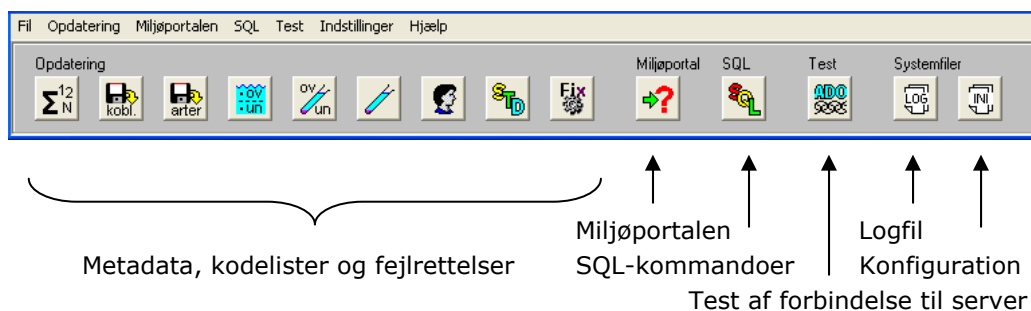 Fil Opdatering Miljøportalen SQL Test Indstillinger Hjælp
Opdatering Miljøportal SQL Test Systemfiler
Σ12N kobl. arter ov un ov un STD Fix ? SQL ADO LOG INI
Miljøportalen Logfil
Metadata, kodelister og fejlrettelser SQL-kommandoer Konfiguration
Test af forbindelse til server